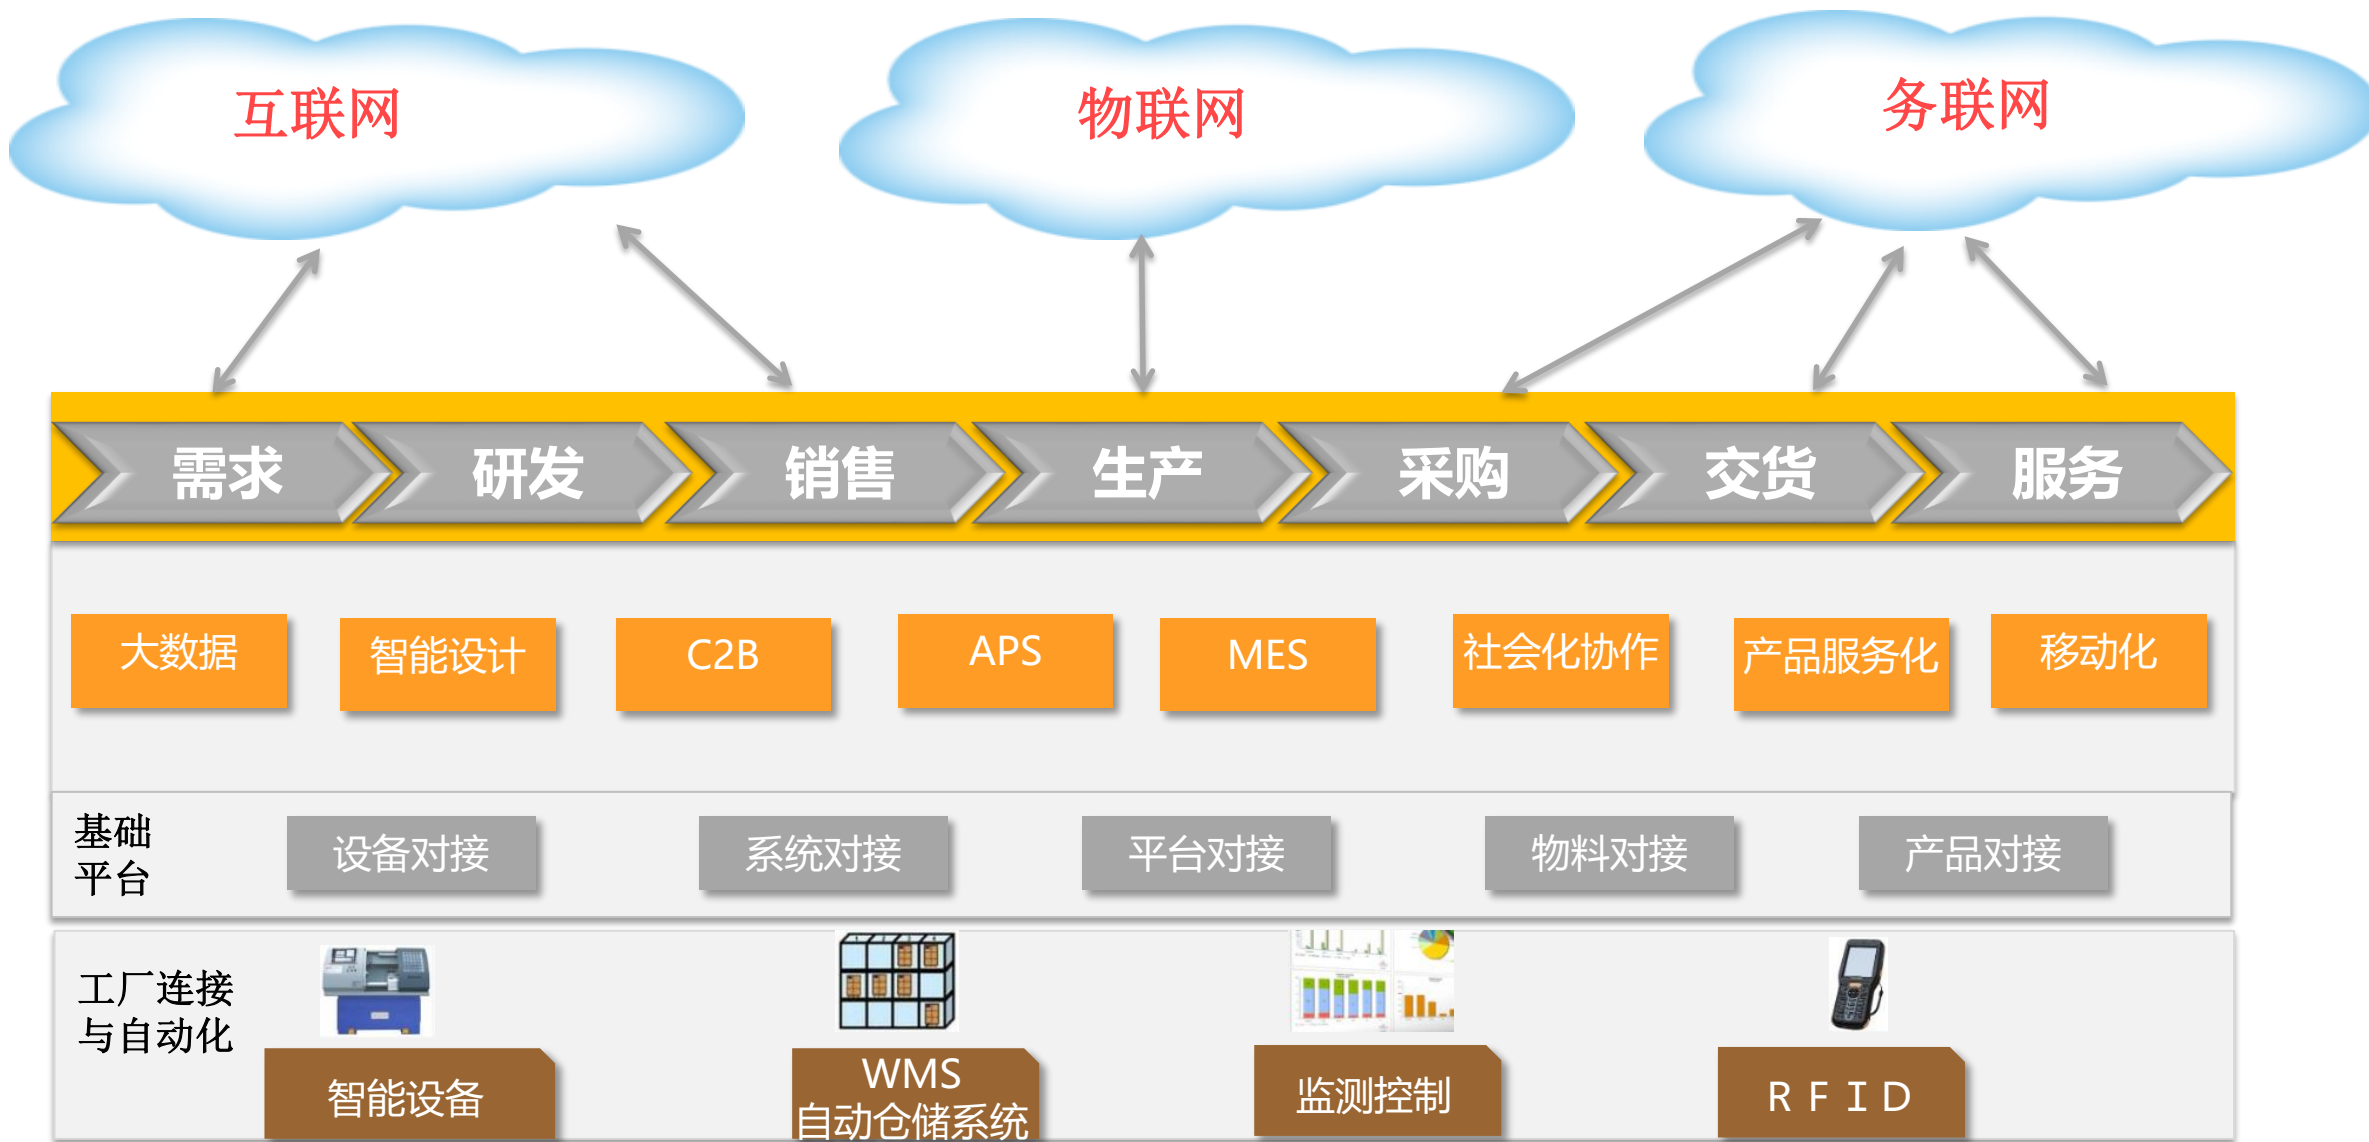 互联网
物联网
务联网
需求
研发
销售
生产
采购
交货
服务
大数据
智能设计
C2B
APS
MES
社会化协作
产品服务化
移动化
基础
平台
设备对接
系统对接
平台对接
物料对接
产品对接
工厂连接
与自动化
智能设备
WMS
自动仓储系统
监测控制
ＲＦＩＤ